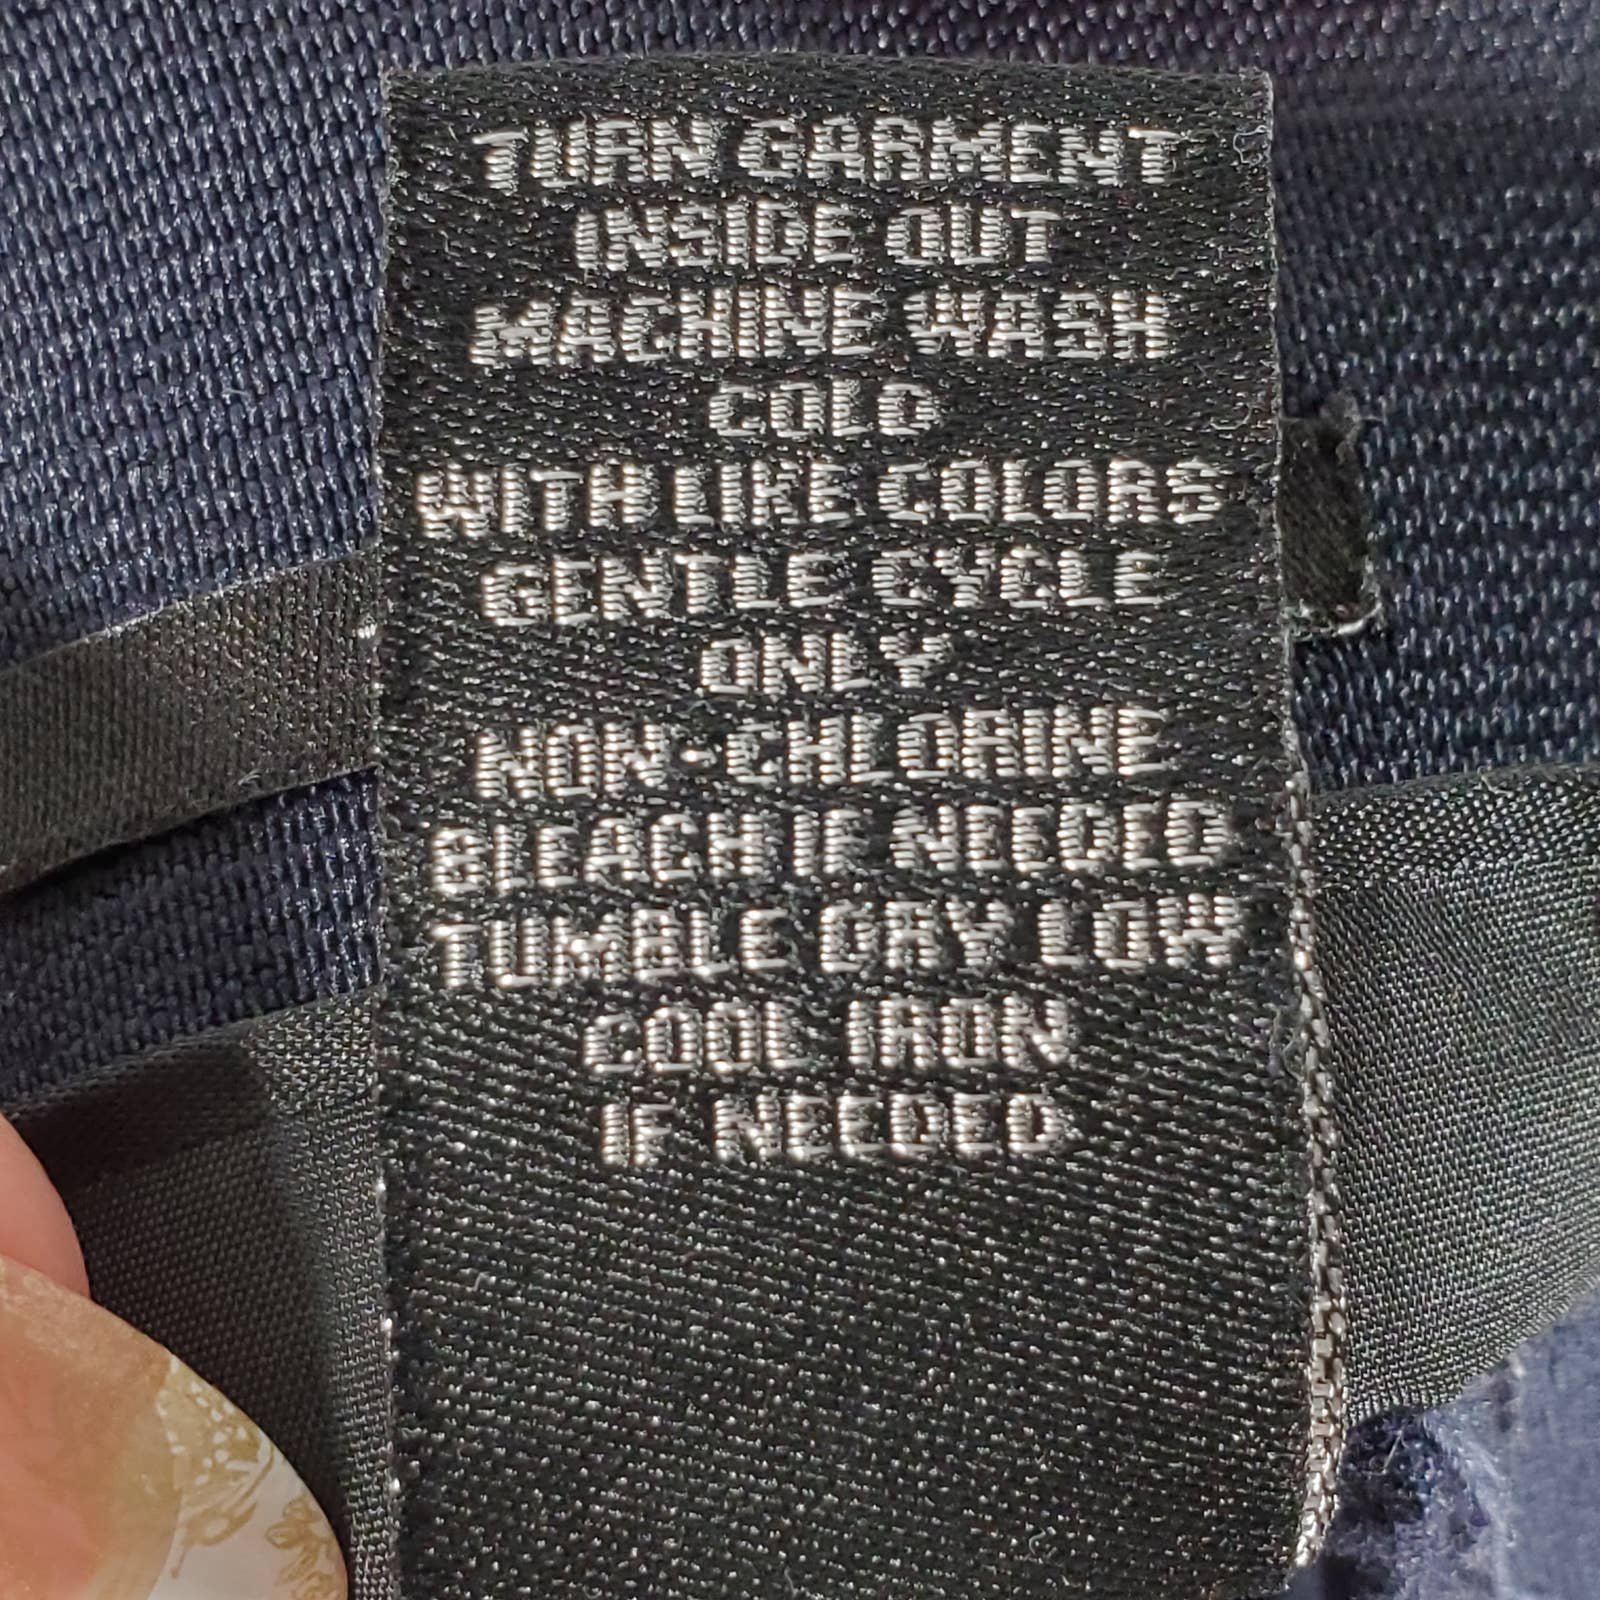 TURN GARMENT
INSIDE OUT
MACHINE WASH
COLD
WITH LIKE COLORS
GENTLE CYCLE
ONLY
NON-CHLORINE
BLEACH IF NEEDED
TUMBLE DRY LOW
COOL IRON
IF NEEDED